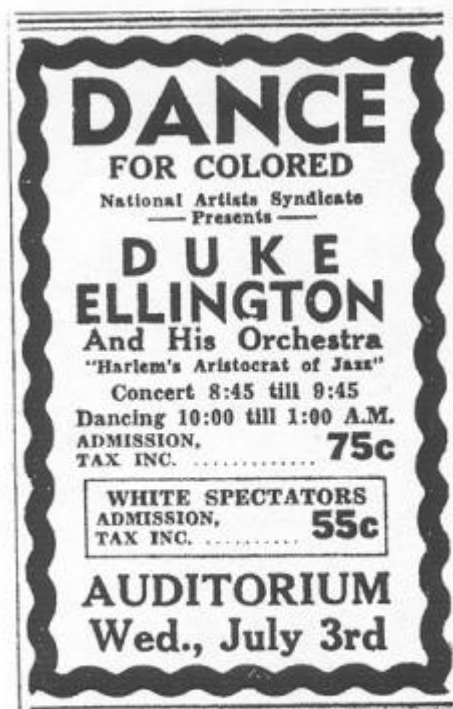 DANCE
FOR COLORED
National Artists Syndicate
Presents
DUKE
ELLINGTON
And His Orchestra
"Harlem's Aristocrat of Jazz"
Concert 8:45 till 9:45
Dancing 10:00 till 1:00 A.M.
ADMISSION,
TAX INC. ............. 75c
WHITE SPECTATORS
ADMISSION,
TAX INC. .......... 55c
AUDITORIUM
Wed., July 3rd